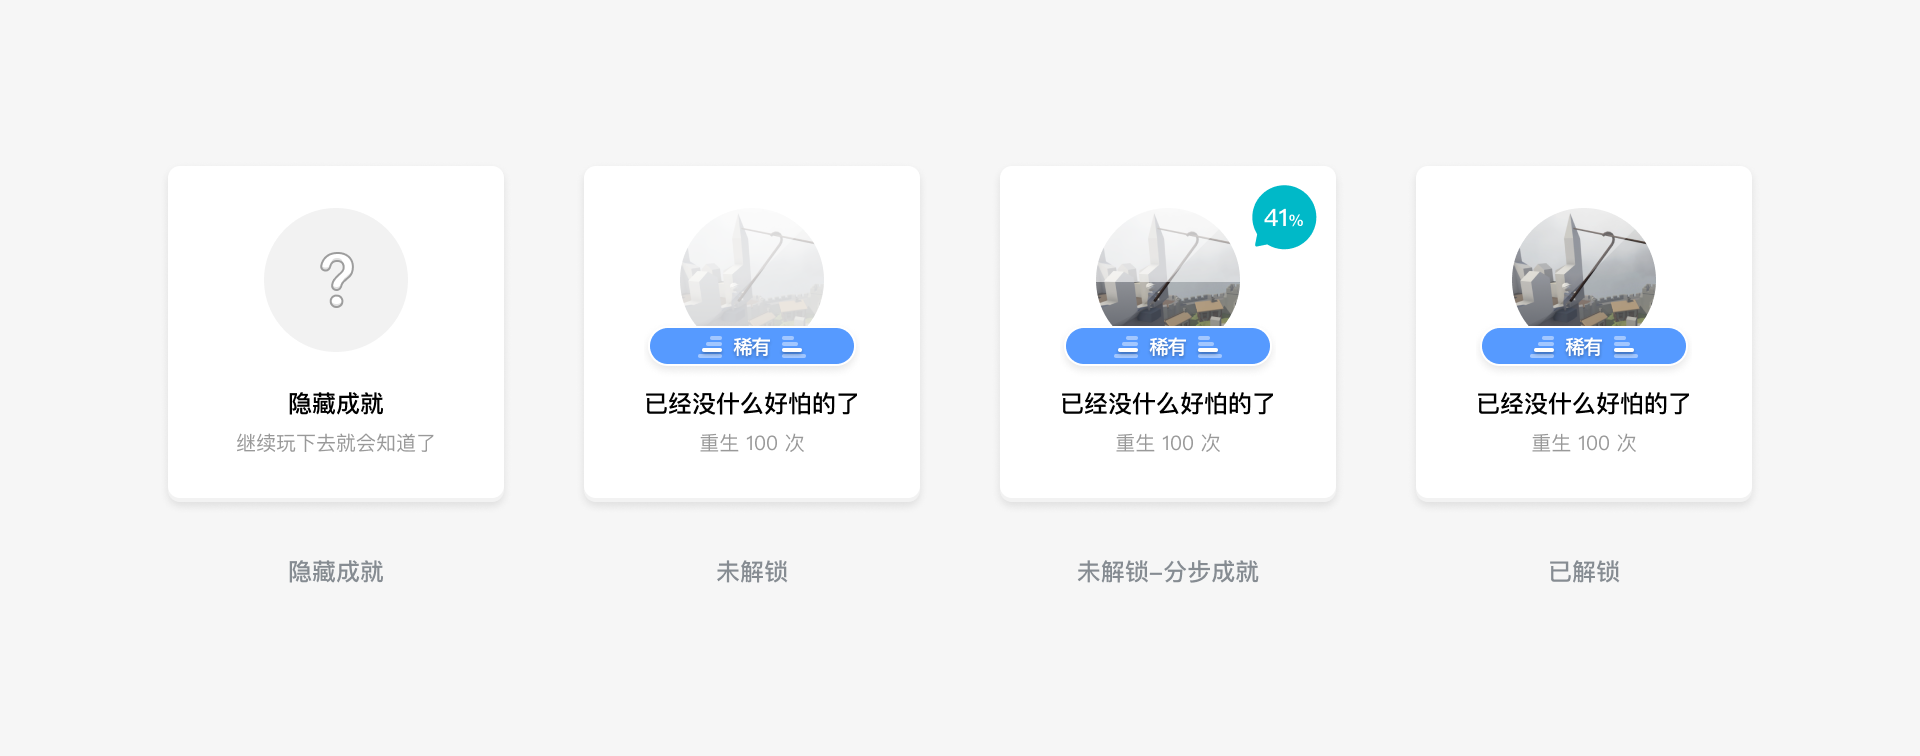 ?
隐藏成就
继续玩下去就会知道了
隐藏成就
稀有
已经没什么好怕的了
重生 100 次
未解锁
41%
稀有
已经没什么好怕的了
重生 100 次
未解锁-分步成就
稀有
已经没什么好怕的了
重生 100 次
已解锁